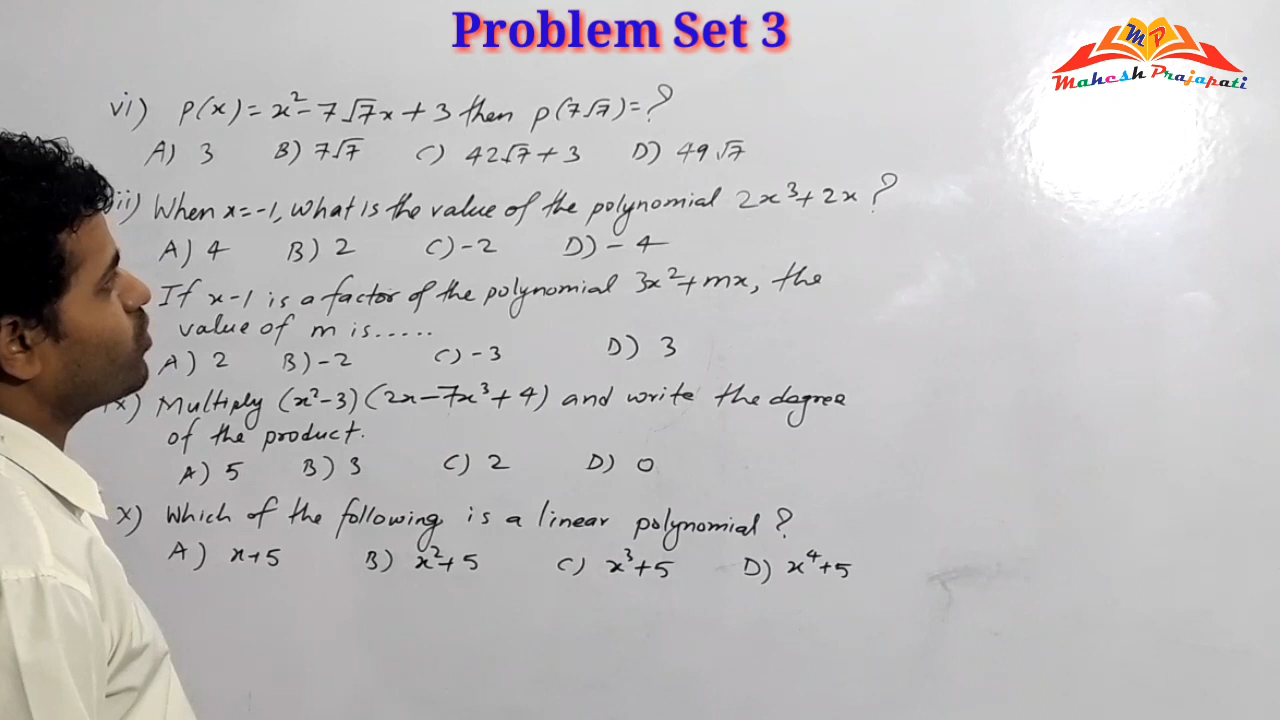 Problem Set 3
MP
Mahesh Prajapati
vi) p(x) = x² - 7√7x + 3 then p(7√7) = ?
A) 3 B) 7√7 C) 42√7 + 3 D) 49√7
ii) When x = -1, what is the value of the polynomial 2x³ + 2x ?
A) 4 B) 2 C) -2 D) - 4
If x-1 is a factor of the polynomial 3x² + mx, the
value of m is.....
A) 2 B) -2 C) -3 D) 3
x) Multiply (x² - 3) (2x - 7x³ + 4) and write the degree
of the product.
A) 5 B) 3 C) 2 D) 0
x) Which of the following is a linear polynomial ?
A) x+5 B) x²+5 C) x³+5 D) x⁴+5